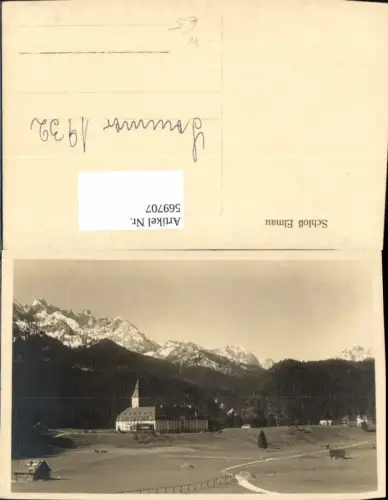 Schloß Elmau
Sommer
1932
Artikel Nr.
569707